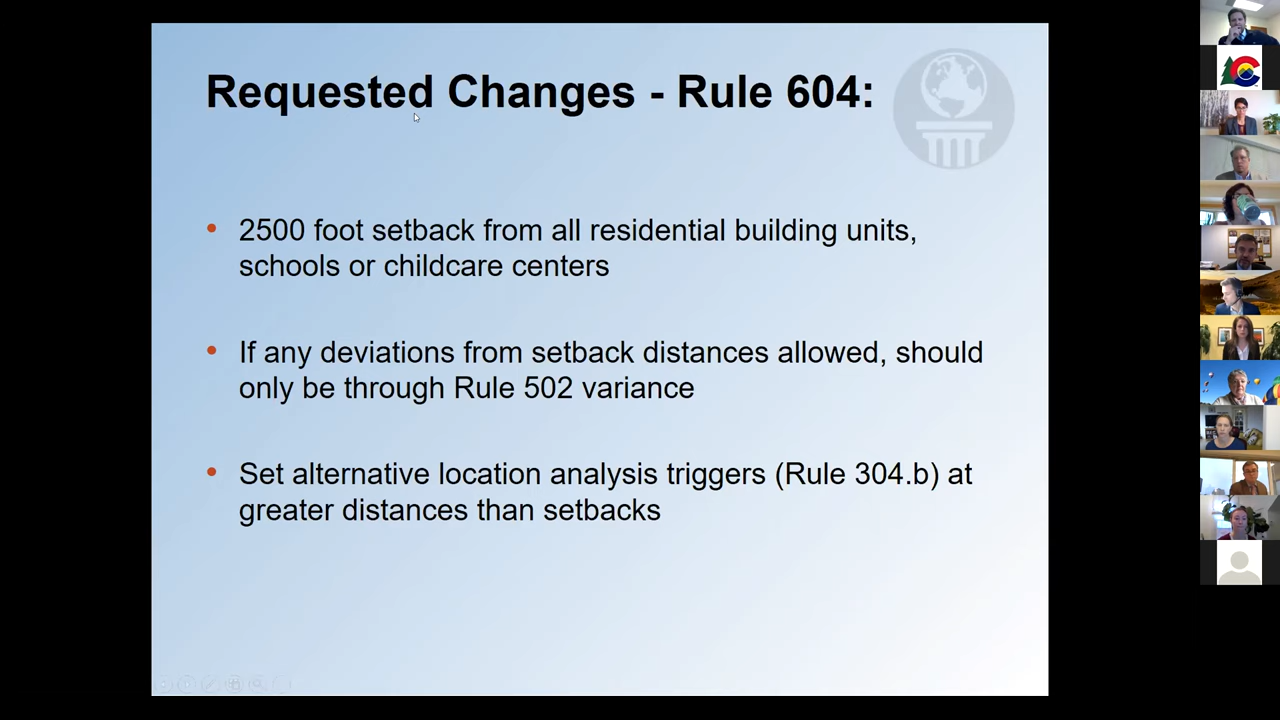 Requested Changes - Rule 604:
• 2500 foot setback from all residential building units,
schools or childcare centers
• If any deviations from setback distances allowed, should
only be through Rule 502 variance
• Set alternative location analysis triggers (Rule 304.b) at
greater distances than setbacks